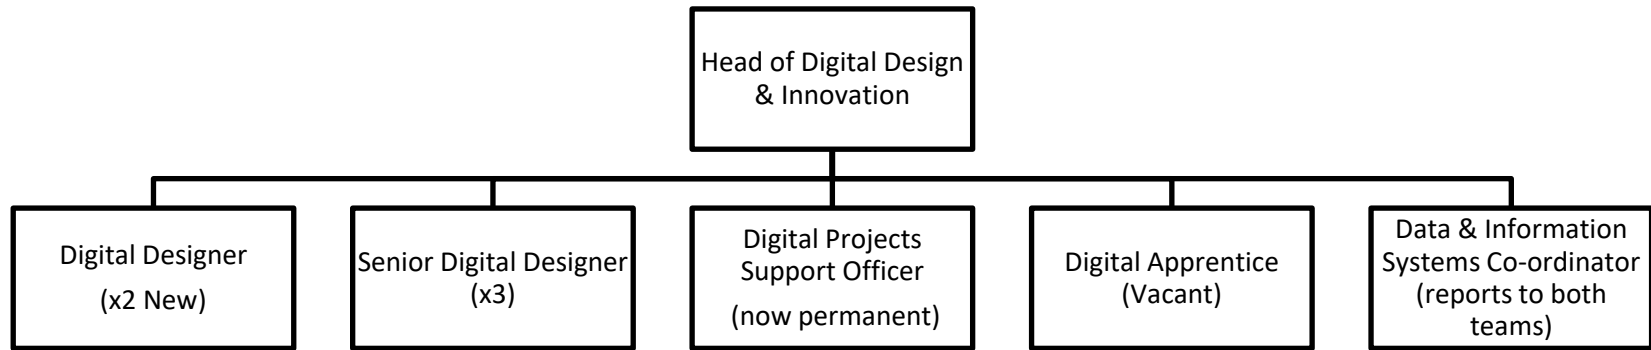 Head of Digital Design
& Innovation
Digital Designer
(x2 New)
Senior Digital Designer
(x3)
Digital Projects
Support Officer
(now permanent)
Digital Apprentice
(Vacant)
Data & Information
Systems Co-ordinator
(reports to both
teams)